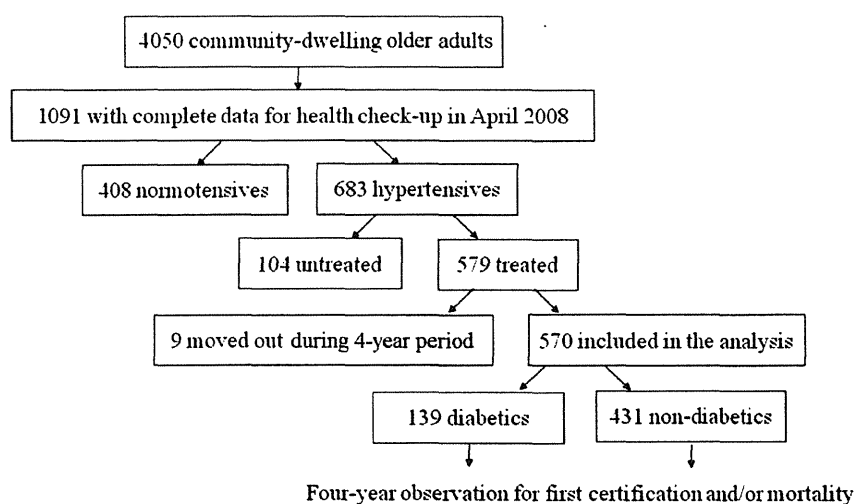 4050 community-dwelling older adults
1091 with complete data for health check-up in April 2008
408 normotensives
683 hypertensives
104 untreated
579 treated
9 moved out during 4-year period
570 included in the analysis
139 diabetics
431 non-diabetics
Four-year observation for first certification and/or mortality